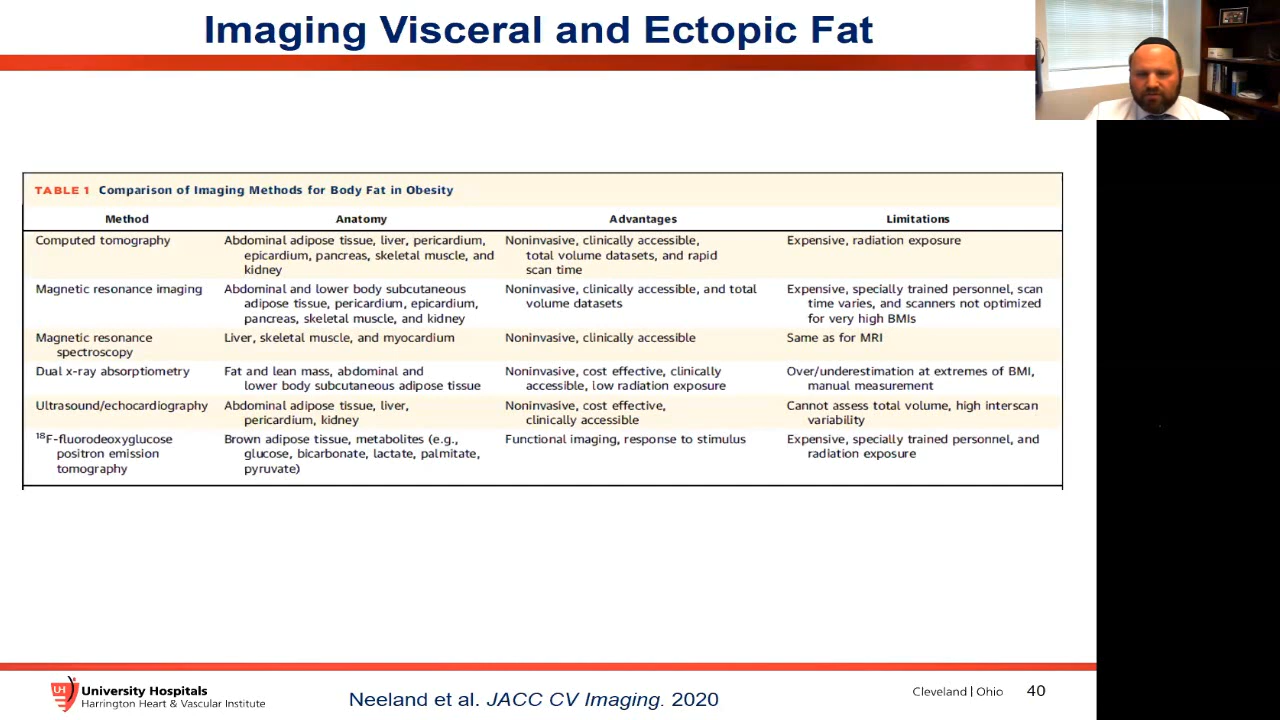 Imaging Visceral and Ectopic Fat
TABLE 1 Comparison of Imaging Methods for Body Fat in Obesity
Method Anatomy Advantages Limitations
Computed tomography Abdominal adipose tissue, liver, pericardium, Noninvasive, clinically accessible, Expensive, radiation exposure
epicardium, pancreas, skeletal muscle, and total volume datasets, and rapid
kidney scan time
Magnetic resonance imaging Abdominal and lower body subcutaneous Noninvasive, clinically accessible, and total Expensive, specially trained personnel, scan
adipose tissue, pericardium, epicardium, volume datasets time varies, and scanners not optimized
pancreas, skeletal muscle, and kidney for very high BMIs
Magnetic resonance Liver, skeletal muscle, and myocardium Noninvasive, clinically accessible Same as for MRI
spectroscopy
Dual x-ray absorptiometry Fat and lean mass, abdominal and Noninvasive, cost effective, clinically Over/underestimation at extremes of BMI,
lower body subcutaneous adipose tissue accessible, low radiation exposure manual measurement
Ultrasound/echocardiography Abdominal adipose tissue, liver, Noninvasive, cost effective, Cannot assess total volume, high interscan
pericardium, kidney clinically accessible variability
¹⁸F-fluorodeoxyglucose Brown adipose tissue, metabolites (e.g., Functional imaging, response to stimulus Expensive, specially trained personnel, and
positron emission glucose, bicarbonate, lactate, palmitate, radiation exposure
tomography pyruvate)
UH University Hospitals
Harrington Heart & Vascular Institute
Neeland et al. JACC CV Imaging. 2020
Cleveland | Ohio 40